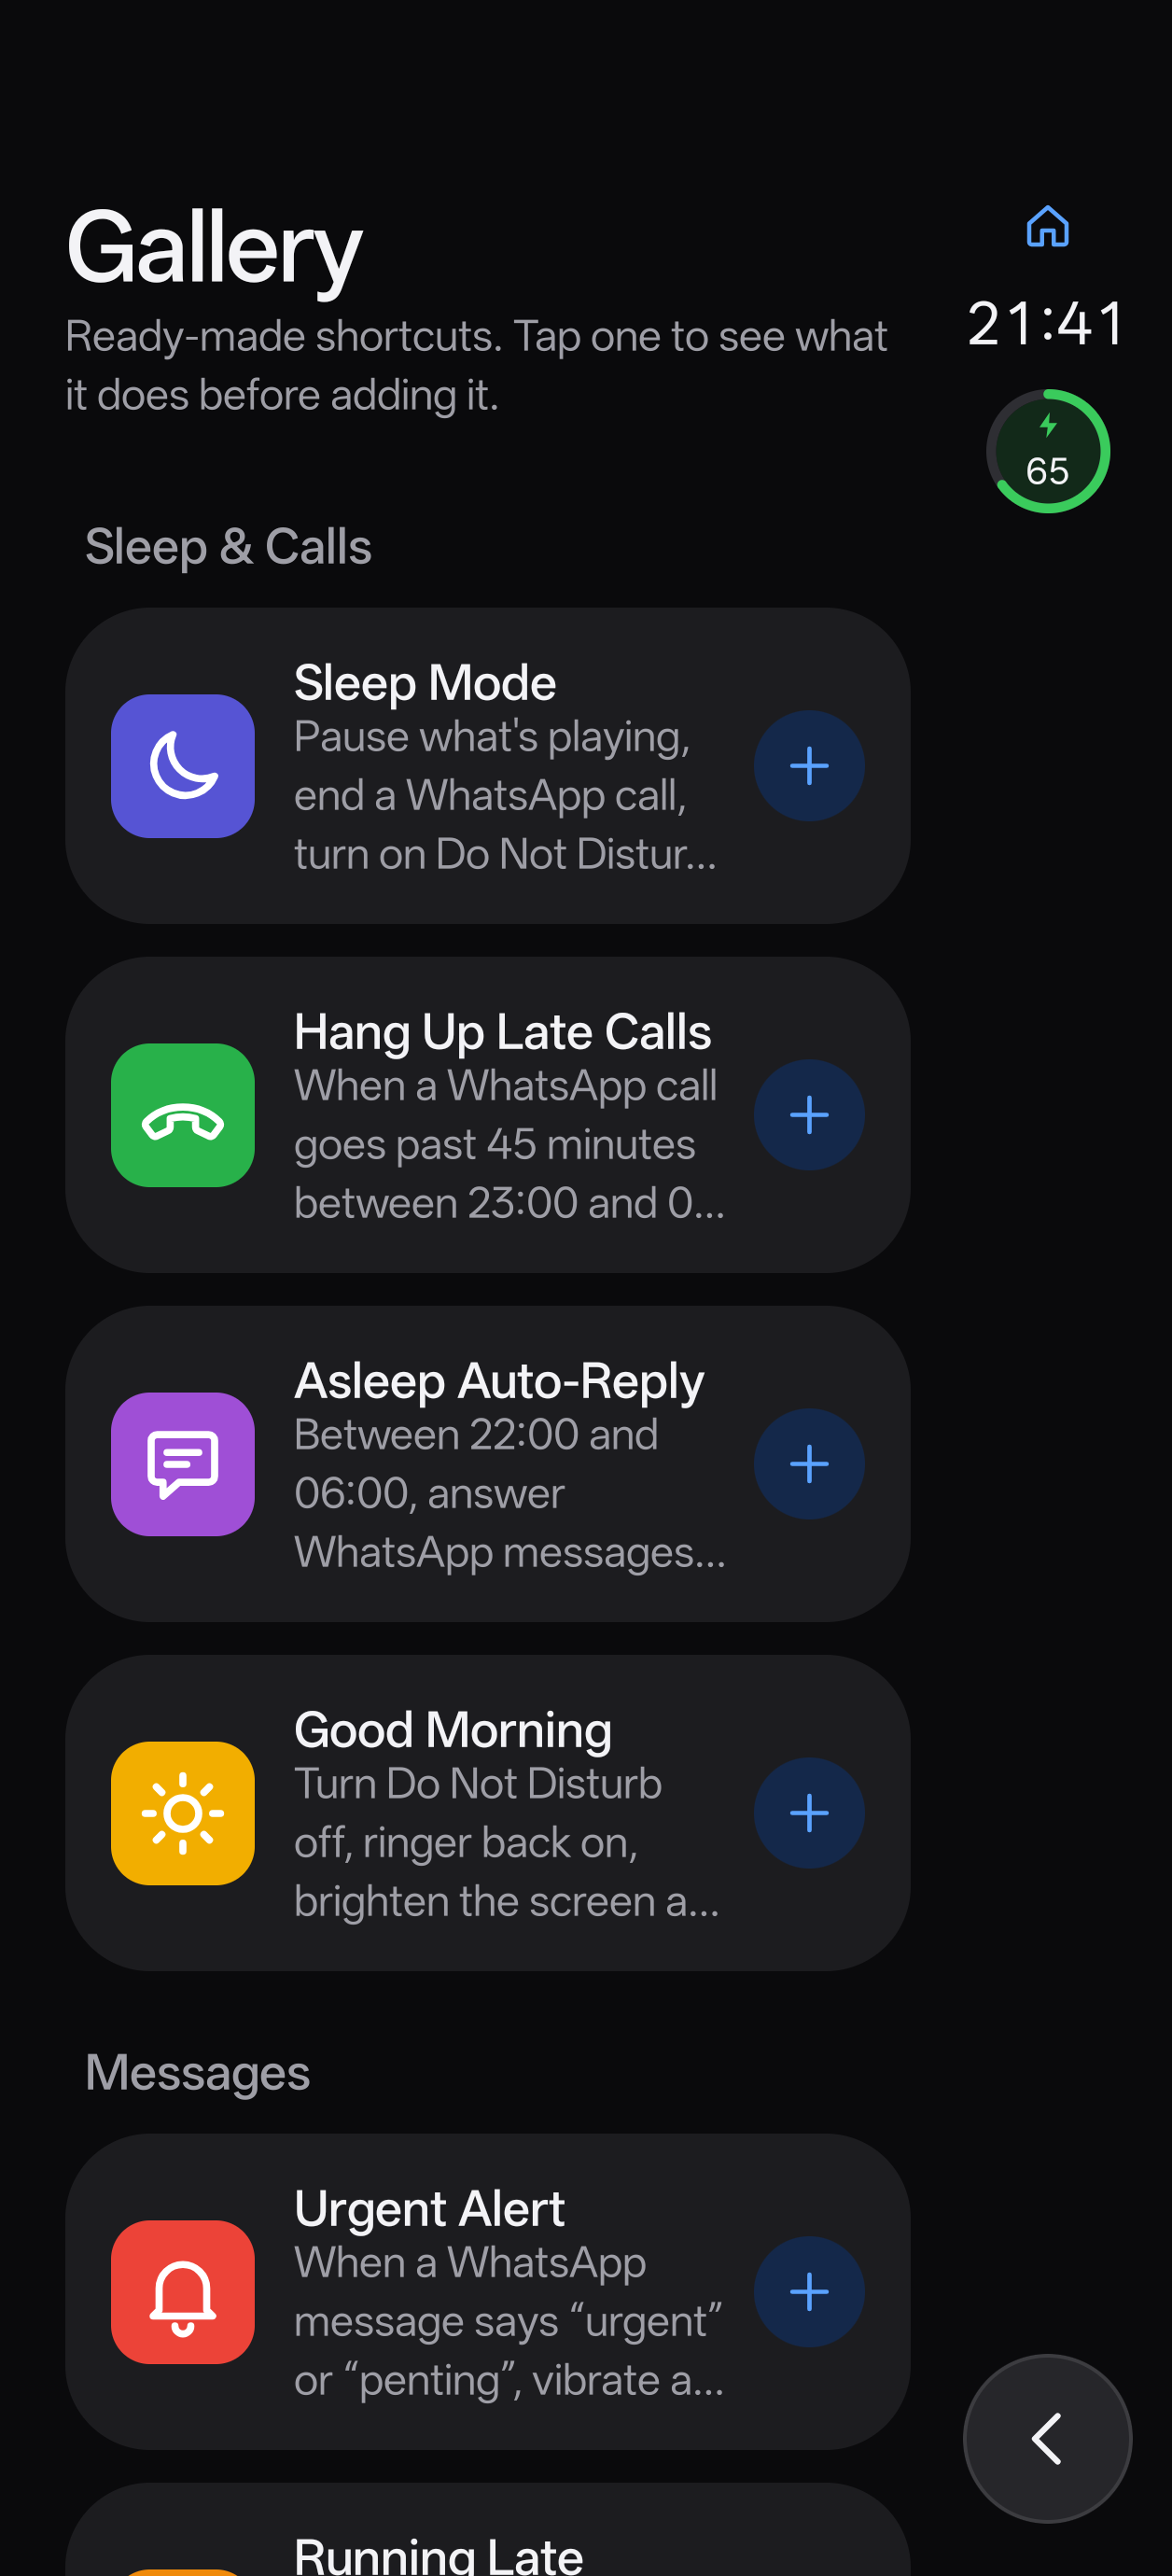 Gallery
Ready-made shortcuts. Tap one to see what
it does before adding it.
21:41
65
Sleep & Calls
Sleep Mode
Pause what's playing,
end a WhatsApp call,
turn on Do Not Distur...
Hang Up Late Calls
When a WhatsApp call
goes past 45 minutes
between 23:00 and 0...
Asleep Auto-Reply
Between 22:00 and
06:00, answer
WhatsApp messages...
Good Morning
Turn Do Not Disturb
off, ringer back on,
brighten the screen a...
Messages
Urgent Alert
When a WhatsApp
message says “urgent”
or “penting”, vibrate a...
Running Late